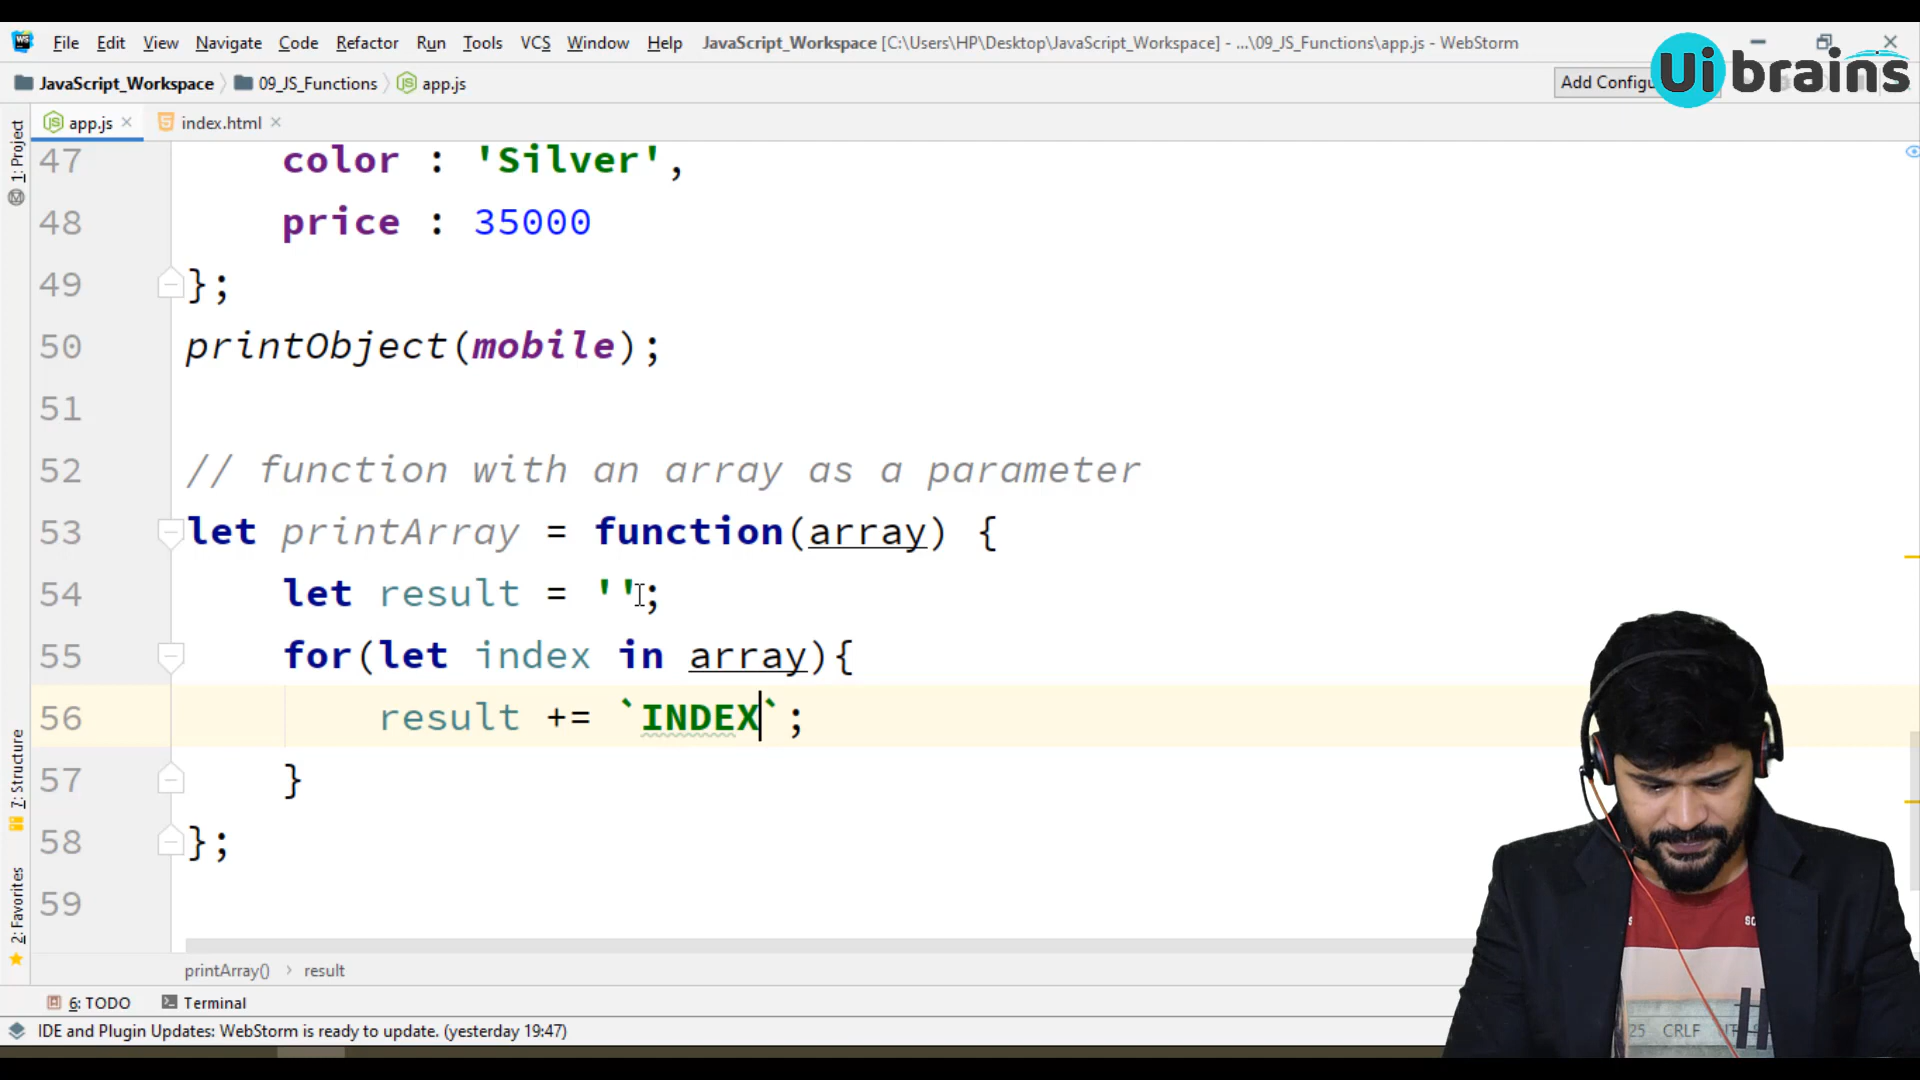 File Edit View Navigate Code Refactor Run Tools VCS Window Help JavaScript_Workspace [C:\Users\HP\Desktop\JavaScript_Workspace] - ...\09_JS_Functions\app.js - WebStorm
JavaScript_Workspace 09_JS_Functions app.js Add Configu
Ui brains
app.js index.html
1: Project
7: Structure
2: Favorites
47 color : 'Silver',
48 price : 35000
49 };
50 printObject(mobile);
51
52 // function with an array as a parameter
53 let printArray = function(array) {
54 let result = '';
55 for(let index in array){
56 result += `INDEX`;
57 }
58 };
59
printArray() › result
6: TODO Terminal
IDE and Plugin Updates: WebStorm is ready to update. (yesterday 19:47) CRLF